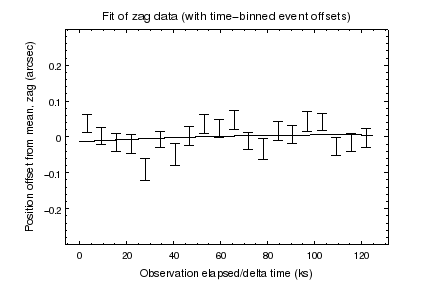 Fit of zag data (with time-binned event offsets)
Position offset from mean, zag (arcsec)
0.2
0.1
0
-0.1
-0.2
0 20 40 60 80 100 120
Observation elapsed/delta time (ks)